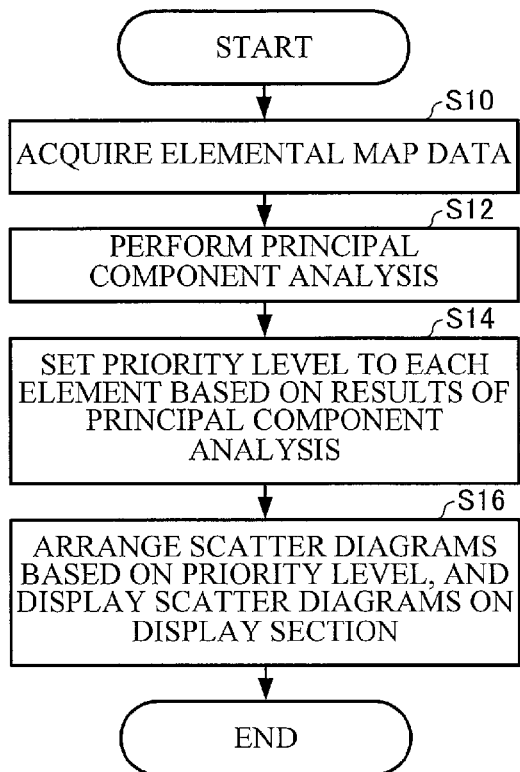 START
S10
ACQUIRE ELEMENTAL MAP DATA
S12
PERFORM PRINCIPAL
COMPONENT ANALYSIS
S14
SET PRIORITY LEVEL TO EACH
ELEMENT BASED ON RESULTS OF
PRINCIPAL COMPONENT
ANALYSIS
S16
ARRANGE SCATTER DIAGRAMS
BASED ON PRIORITY LEVEL, AND
DISPLAY SCATTER DIAGRAMS ON
DISPLAY SECTION
END